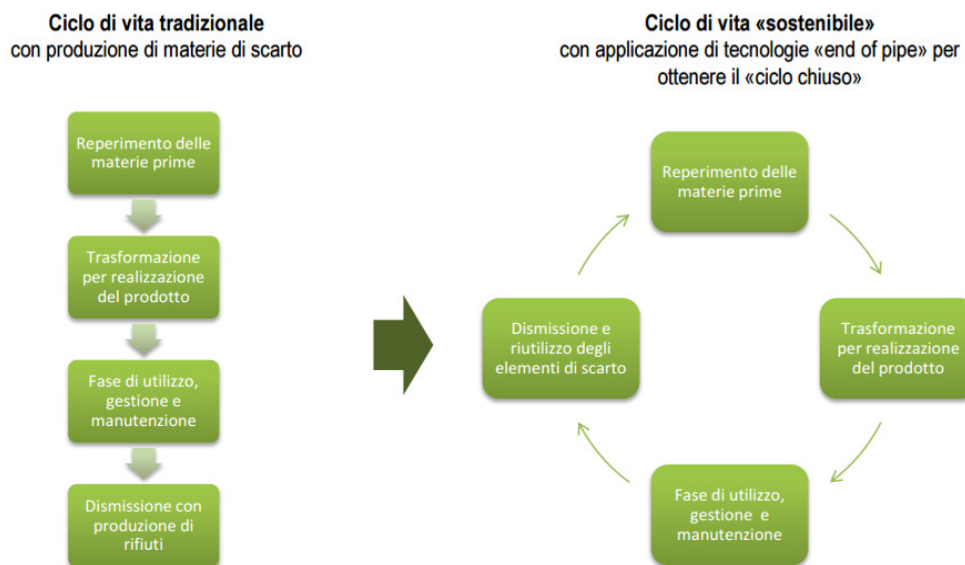 Ciclo di vita tradizionale
con produzione di materie di scarto
Reperimento delle
materie prime
Trasformazione
per realizzazione
del prodotto
Fase di utilizzo,
gestione e
manutenzione
Dismissione con
produzione di
rifiuti
Ciclo di vita «sostenibile»
con applicazione di tecnologie «end of pipe» per
ottenere il «ciclo chiuso»
Reperimento delle
materie prime
Trasformazione
per realizzazione
del prodotto
Fase di utilizzo,
gestione e
manutenzione
Dismissione e
riutilizzo degli
elementi di scarto